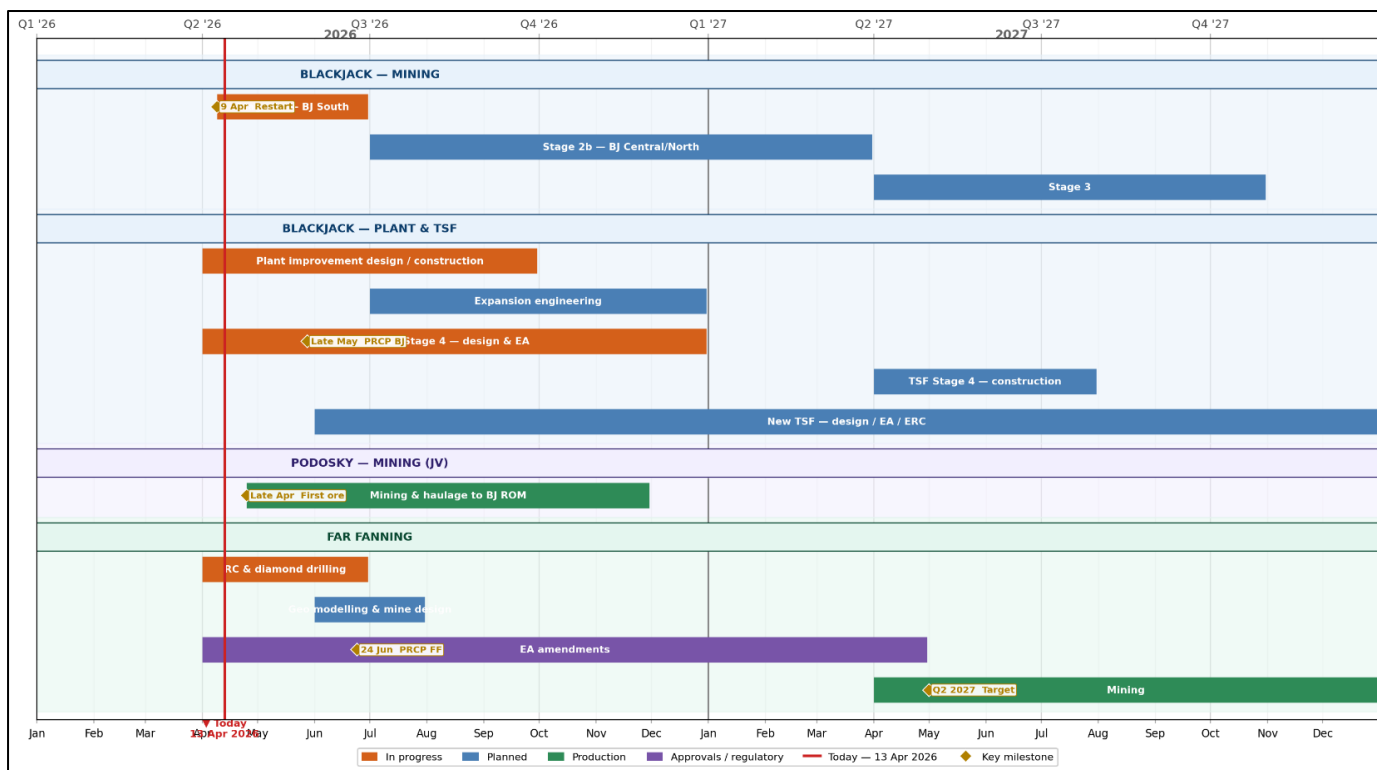 Q1 '26 Q2 '26 Q3 '26 Q4 '26 Q1 '27 Q2 '27 Q3 '27 Q4 '27
2026 2027
BLACKJACK — MINING
9 Apr Restart - BJ South
Stage 2b — BJ Central/North
Stage 3
BLACKJACK — PLANT & TSF
Plant improvement design / construction
Expansion engineering
Late May PRCP BJ Stage 4 — design & EA
TSF Stage 4 — construction
New TSF — design / EA / ERC
PODOSKY — MINING (JV)
Late Apr First ore Mining & haulage to BJ ROM
FAR FANNING
RC & diamond drilling
modelling & mine design
24 Jun PRCP FF EA amendments
Q2 2027 Target Mining
▼ Today
13 Apr 2026
Jan Feb Mar Apr May Jun Jul Aug Sep Oct Nov Dec Jan Feb Mar Apr May Jun Jul Aug Sep Oct Nov Dec
In progress Planned Production Approvals / regulatory Today — 13 Apr 2026 Key milestone